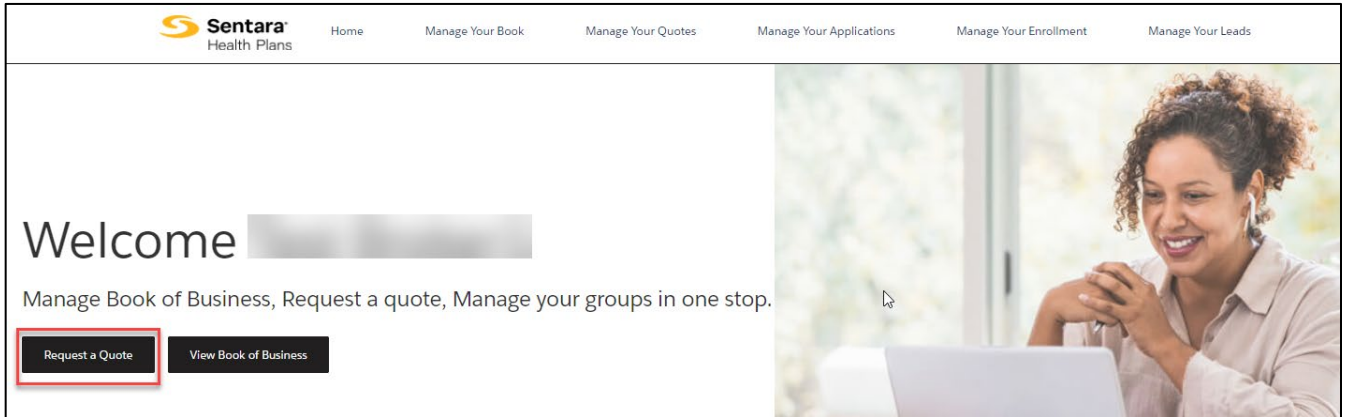 Sentara
Health Plans
Home Manage Your Book Manage Your Quotes Manage Your Applications Manage Your Enrollment Manage Your Leads
Welcome
Manage Book of Business, Request a quote, Manage your groups in one stop.
Request a Quote View Book of Business